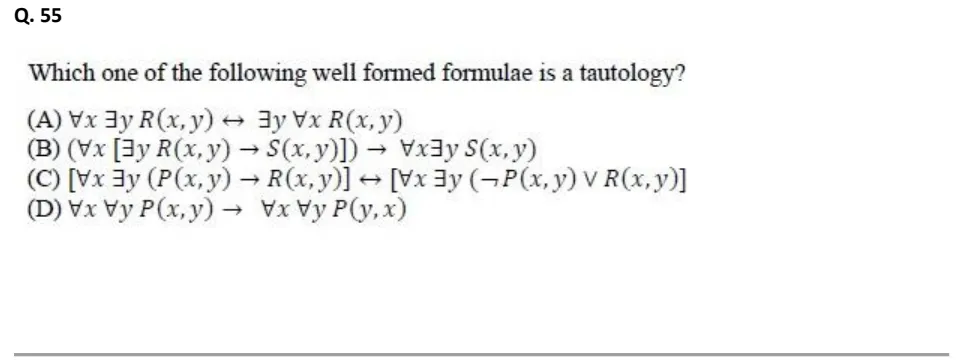 Q. 55
Which one of the following well formed formulae is a tautology?
(A) ∀x ∃y R(x,y) ↔ ∃y ∀x R(x,y)
(B) (∀x [∃y R(x,y) → S(x,y)]) → ∀x∃y S(x,y)
(C) [∀x ∃y (P(x,y) → R(x,y)] ↔ [∀x ∃y (¬P(x,y) ∨ R(x,y)]
(D) ∀x ∀y P(x,y) → ∀x ∀y P(y,x)